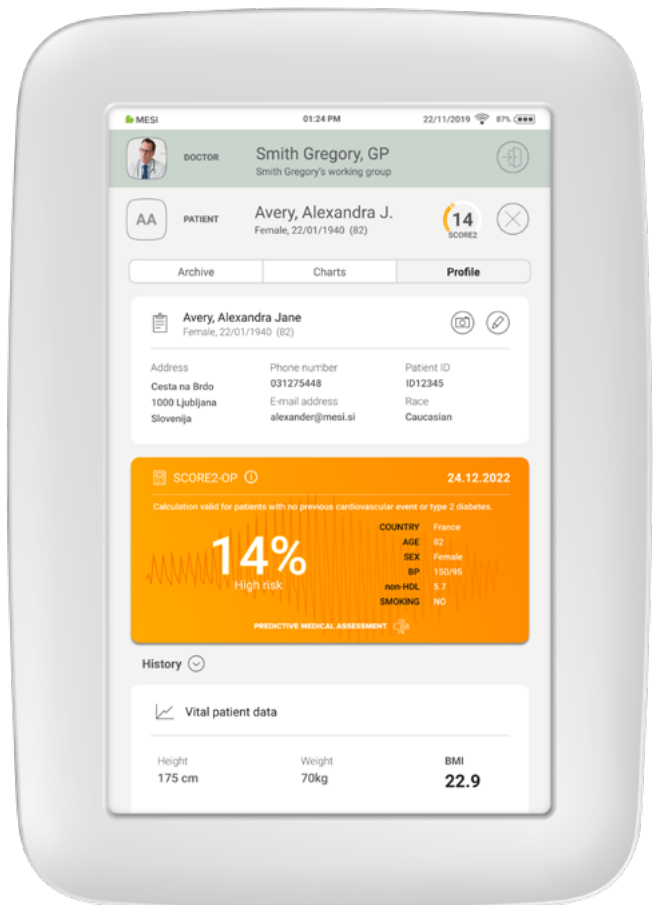 MESI 01:24 PM 22/11/2019 87%
DOCTOR Smith Gregory, GP
Smith Gregory's working group
AA PATIENT Avery, Alexandra J. 14
Female, 22/01/1940 (82) SCORE2
Archive Charts Profile
Avery, Alexandra Jane
Female, 22/01/1940 (82)
Address Phone number Patient ID
Cesta na Brdo 031275448 ID12345
1000 Ljubljana E-mail address Race
Slovenija alexander@mesi.si Caucasian
SCORE2-OP 24.12.2022
Calculation valid for patients with no previous cardiovascular event or type 2 diabetes.
14%
High risk
COUNTRY France
AGE 82
SEX Female
BP 150/95
non-HDL 5.7
SMOKING NO
PREDICTIVE MEDICAL ASSESSMENT
History
Vital patient data
Height Weight BMI
175 cm 70kg 22.9